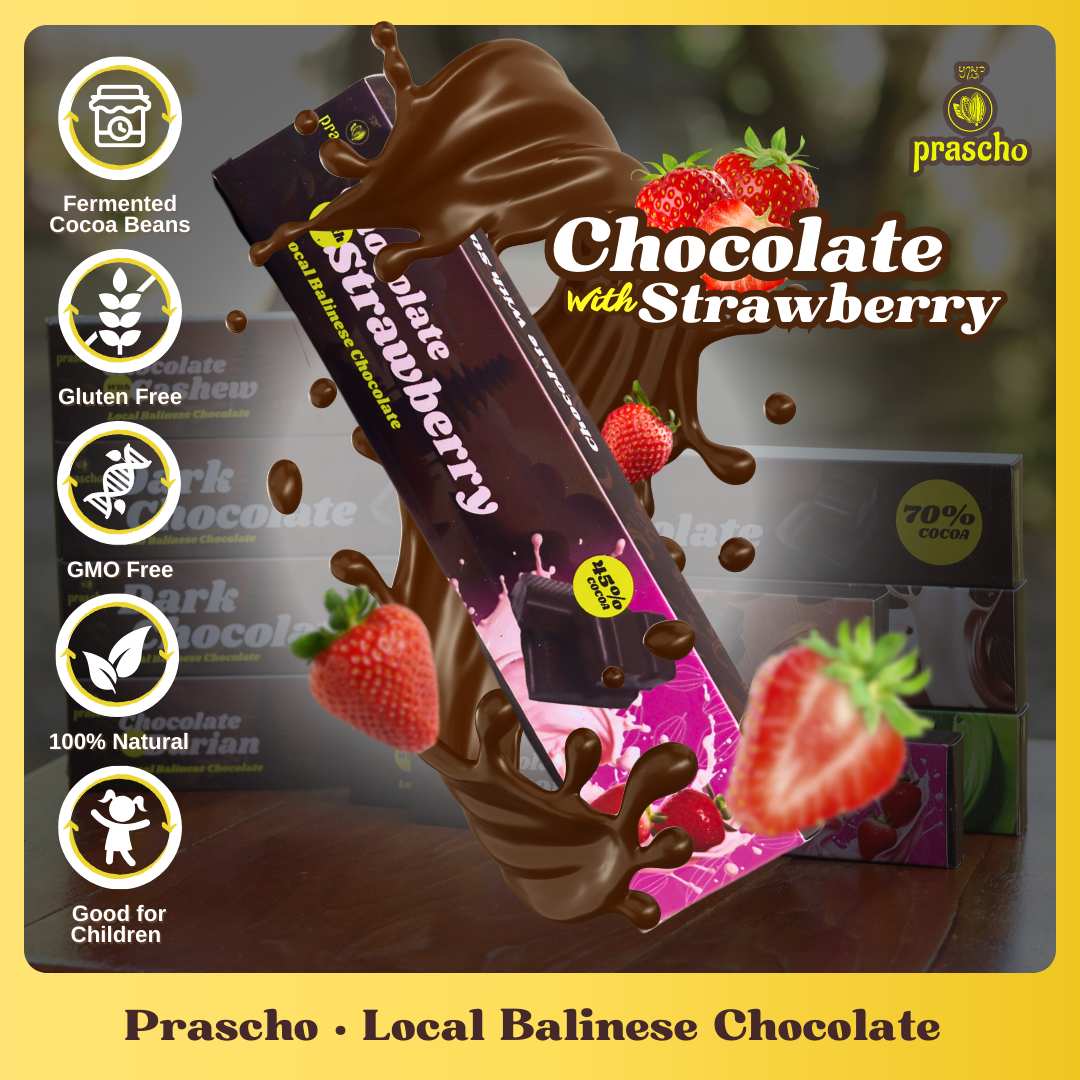 prascho
Chocolate
With Strawberry
Fermented
Cocoa Beans
Gluten Free
GMO Free
100% Natural
Good for
Children
Strawberry
Local Balinese Chocolate
45%
COCOA
Chocolate
With Cashew
Local Balinese Chocolate
Dark
Chocolate
Local Balinese Chocolate
70%
COCOA
Dark
Local Balinese Chocolate
Chocolate
Local Balinese Chocolate
Prascho • Local Balinese Chocolate